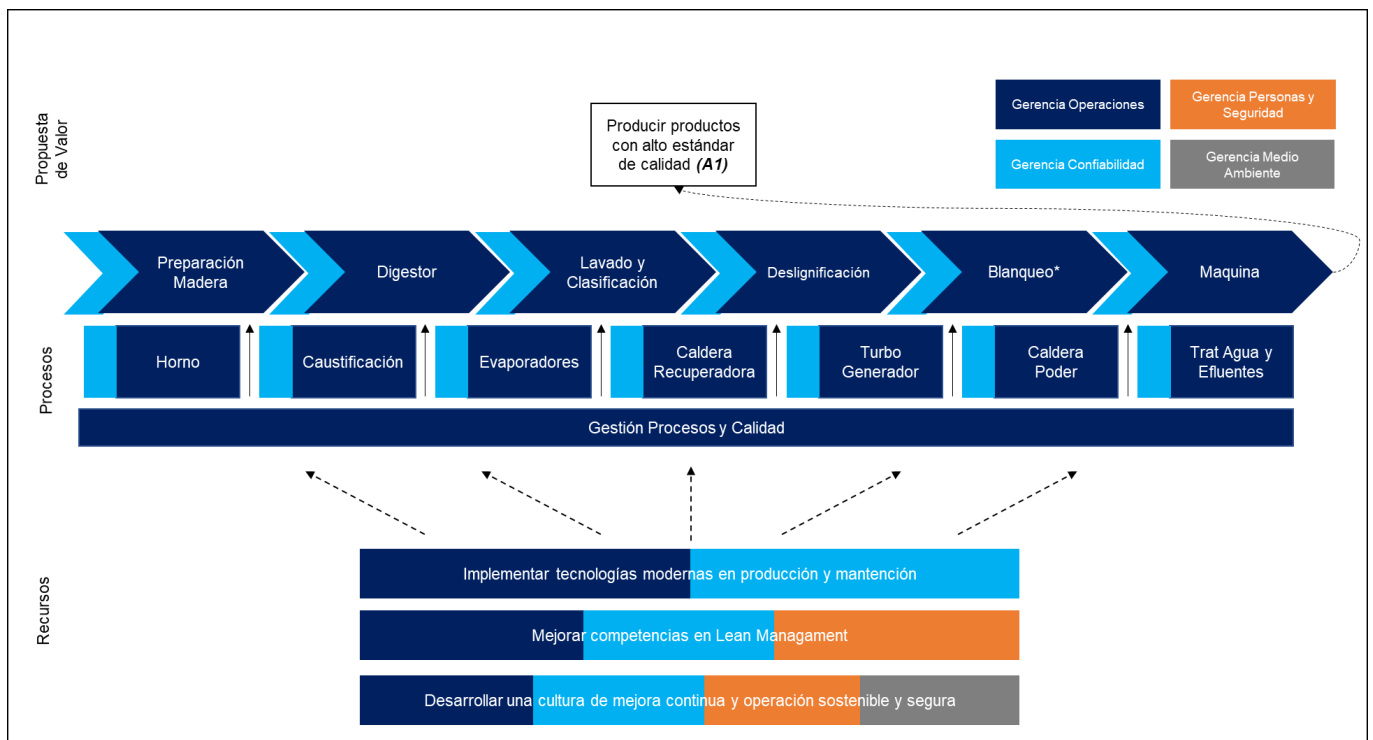 Propuesta
de Valor
Producir productos
con alto estándar
de calidad (A1)
Gerencia Operaciones
Gerencia Personas y
Seguridad
Gerencia Confiabilidad
Gerencia Medio
Ambiente
Procesos
Preparación
Madera
Digestor
Lavado y
Clasificación
Deslignificación
Blanqueo*
Maquina
Horno
Caustificación
Evaporadores
Caldera
Recuperadora
Turbo
Generador
Caldera
Poder
Trat Agua y
Efluentes
Gestión Procesos y Calidad
Recursos
Implementar tecnologías modernas en producción y mantención
Mejorar competencias en Lean Managament
Desarrollar una cultura de mejora continua y operación sostenible y segura